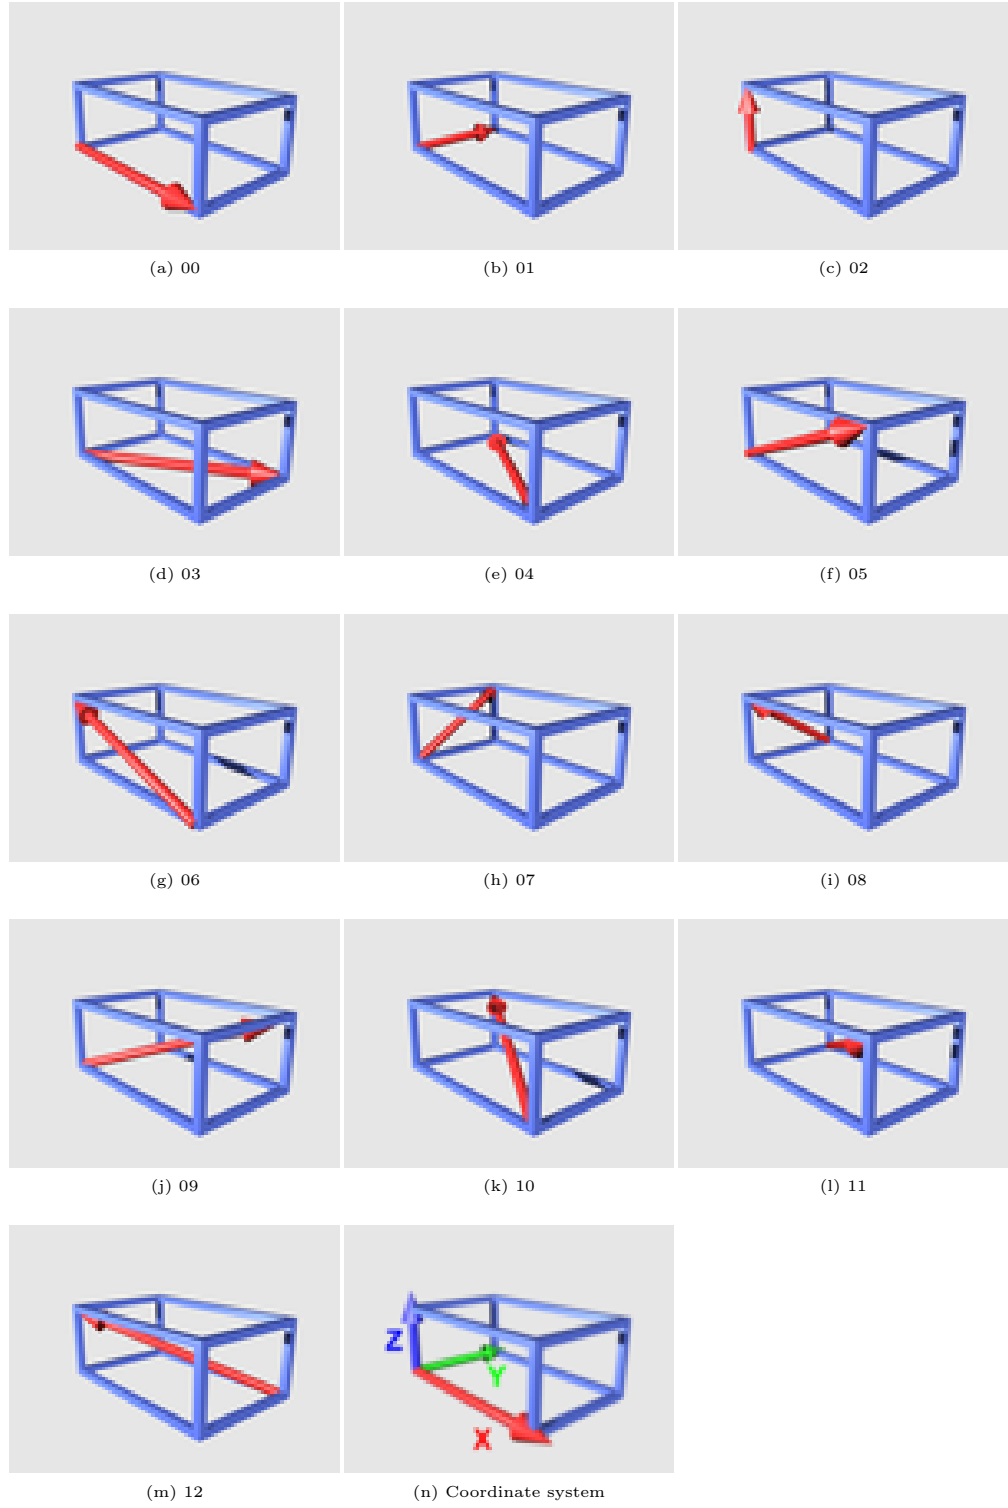 (a) 00
(b) 01
(c) 02
(d) 03
(e) 04
(f) 05
(g) 06
(h) 07
(i) 08
(j) 09
(k) 10
(l) 11
Z
Y
X
(m) 12
(n) Coordinate system